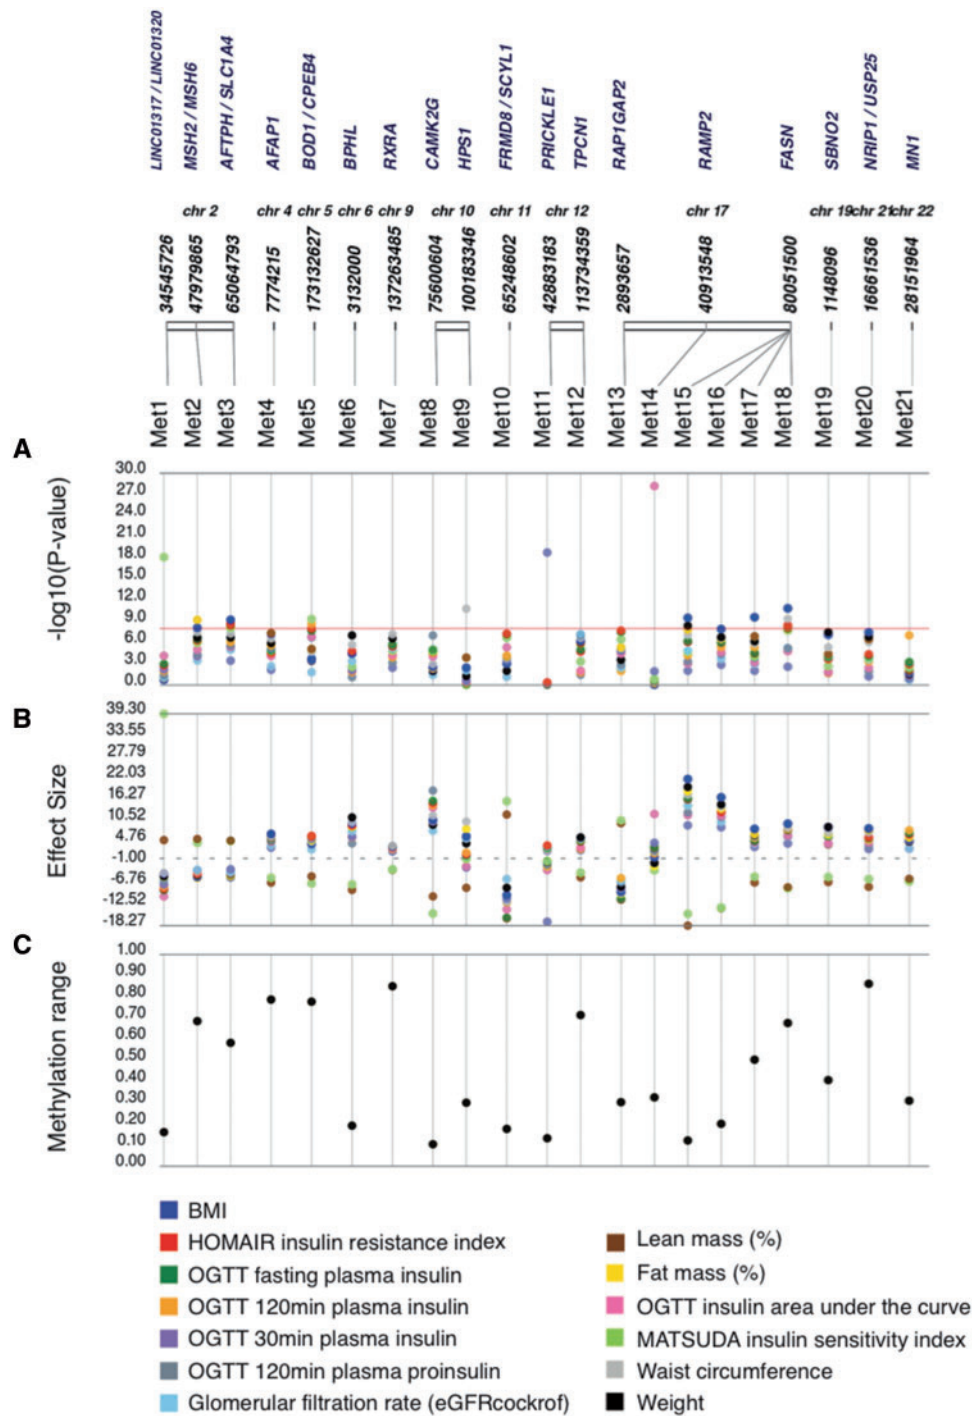 LINC01317 / LINC01320
MSH2 / MSH6
AFTPH / SLC1A4
AFAP1
BOD1 / CPEB4
BPHL
RXRA
CAMK2G
HPS1
FRMD8 / SCYL1
PRICKLE1
TPCN1
RAP1GAP2
RAMP2
FASN
SBNO2
NRIP1 / USP25
MN1
chr 2
chr 4
chr 5
chr 6
chr 9
chr 10
chr 11
chr 12
chr 17
chr 19
chr 21
chr 22
34545726
47979865
65064793
7774215
173132627
3132000
137263485
75600604
100183346
65248602
42883183
113734359
2893657
40913548
80051500
1148096
16661536
28151964
Met1
Met2
Met3
Met4
Met5
Met6
Met7
Met8
Met9
Met10
Met11
Met12
Met13
Met14
Met15
Met16
Met17
Met18
Met19
Met20
Met21
A
-log10(P-value)
30.0
27.0
24.0
21.0
18.0
15.0
12.0
9.0
6.0
3.0
0.0
B
Effect Size
39.30
33.55
27.79
22.03
16.27
10.52
4.76
-1.00
-6.76
-12.52
-18.27
C
Methylation range
1.00
0.90
0.80
0.70
0.60
0.50
0.40
0.30
0.20
0.10
0.00
BMI
HOMAIR insulin resistance index
OGTT fasting plasma insulin
OGTT 120min plasma insulin
OGTT 30min plasma insulin
OGTT 120min plasma proinsulin
Glomerular filtration rate (eGFRcockrof)
Lean mass (%)
Fat mass (%)
OGTT insulin area under the curve
MATSUDA insulin sensitivity index
Waist circumference
Weight